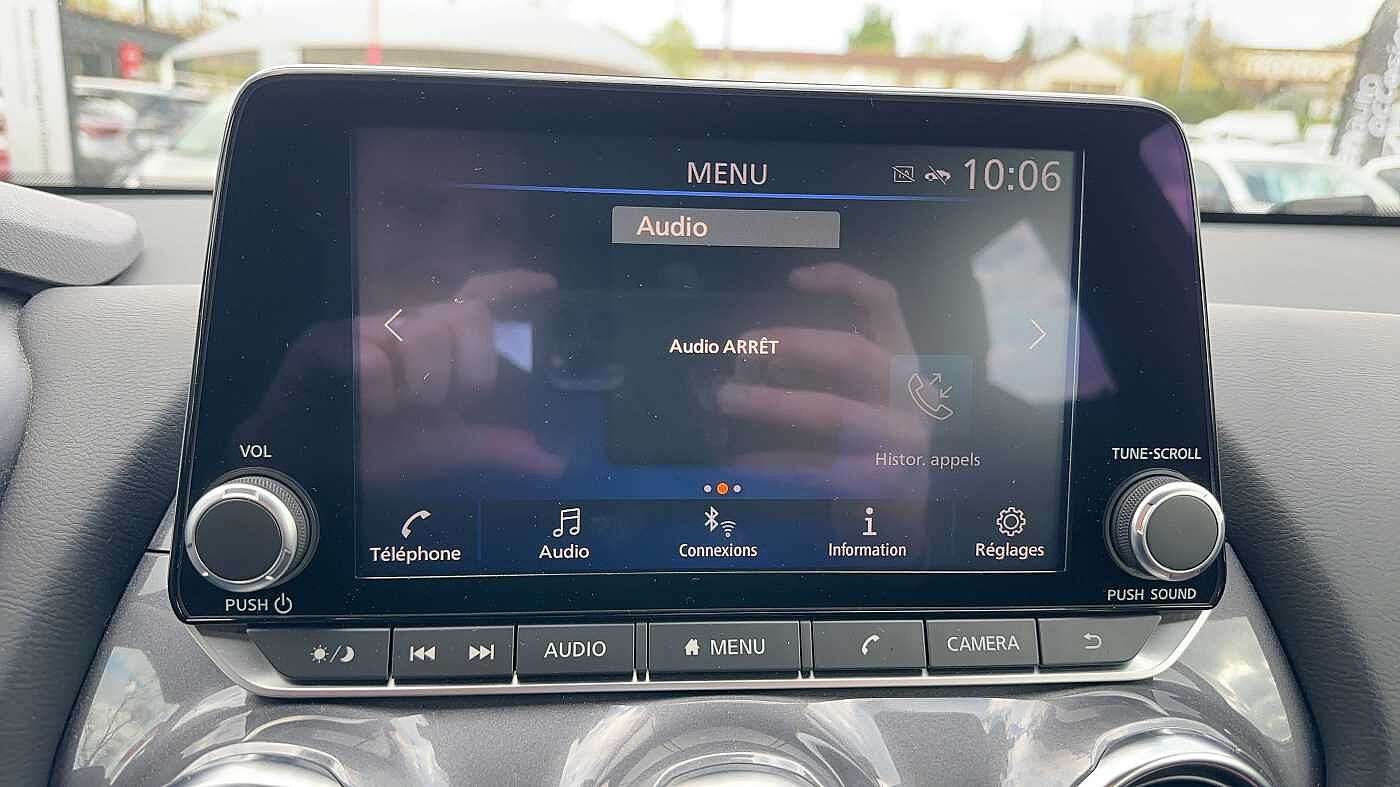 MENU
10:06
Audio
Audio ARRÊT
Histor. appels
Téléphone
Audio
Connexions
Information
Réglages
VOL
PUSH
TUNE·SCROLL
PUSH SOUND
AUDIO
MENU
CAMERA